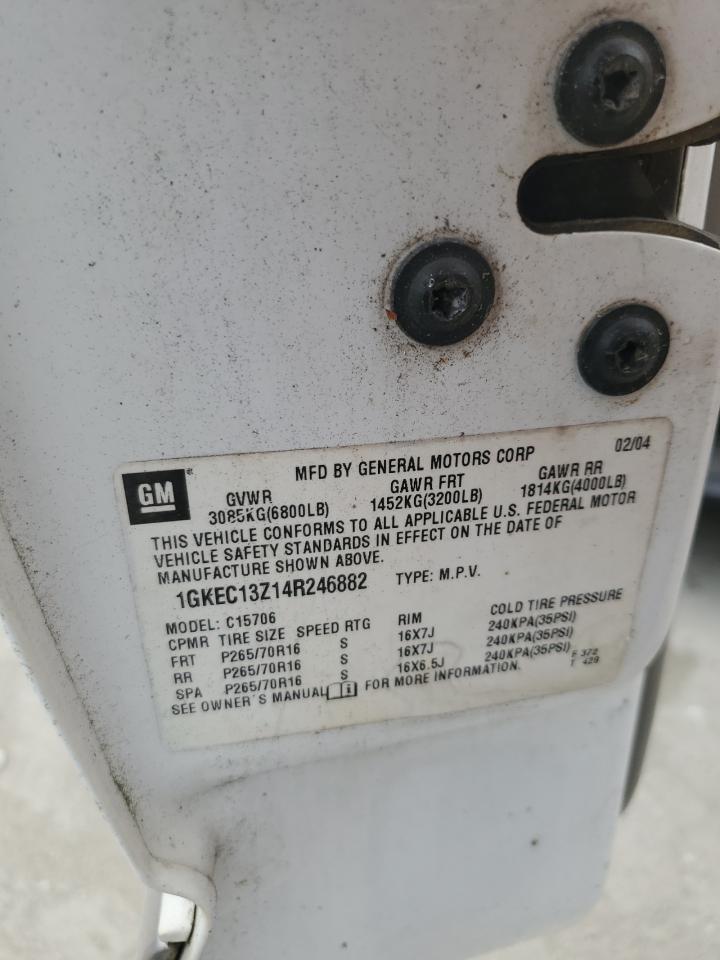 GM
®
MFD BY GENERAL MOTORS CORP 02/04
GVWR GAWR FRT GAWR RR
3085KG(6800LB) 1452KG(3200LB) 1814KG(4000LB)
THIS VEHICLE CONFORMS TO ALL APPLICABLE U.S. FEDERAL MOTOR
VEHICLE SAFETY STANDARDS IN EFFECT ON THE DATE OF
MANUFACTURE SHOWN ABOVE.
1GKEC13Z14R246882 TYPE: M.P.V.
MODEL: C15706
CPMR TIRE SIZE SPEED RTG RIM COLD TIRE PRESSURE
FRT P265/70R16 S 16X7J 240KPA(35PSI)
RR P265/70R16 S 16X7J 240KPA(35PSI)
SPA P265/70R16 S 16X6.5J 240KPA(35PSI)
SEE OWNER'S MANUAL FOR MORE INFORMATION.
F 372
T 429